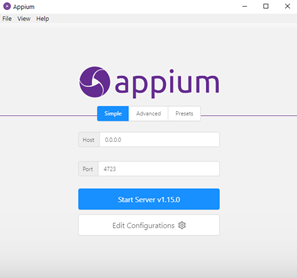 Appium
File View Help
appium
Simple Advanced Presets
Host 0.0.0.0
Port 4723
Start Server v1.15.0
Edit Configurations